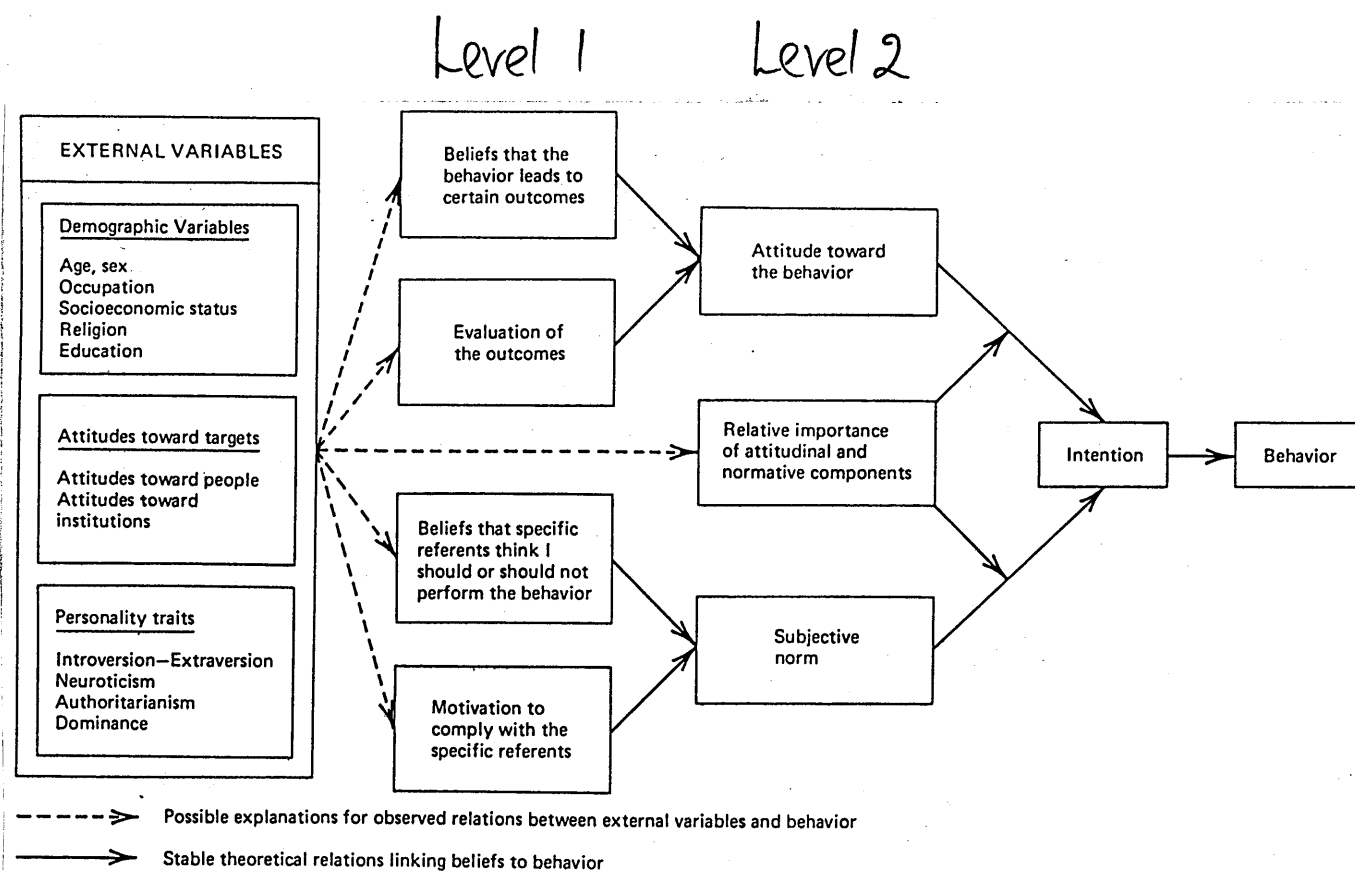 Level 1
Level 2
EXTERNAL VARIABLES
Demographic Variables
Age, sex
Occupation
Socioeconomic status
Religion
Education
Attitudes toward targets
Attitudes toward people
Attitudes toward
institutions
Personality traits
Introversion—Extraversion
Neuroticism
Authoritarianism
Dominance
Beliefs that the
behavior leads to
certain outcomes
Evaluation of
the outcomes
Beliefs that specific
referents think I
should or should not
perform the behavior
Motivation to
comply with the
specific referents
Attitude toward
the behavior
Relative importance
of attitudinal and
normative components
Subjective
norm
Intention
Behavior
Possible explanations for observed relations between external variables and behavior
Stable theoretical relations linking beliefs to behavior